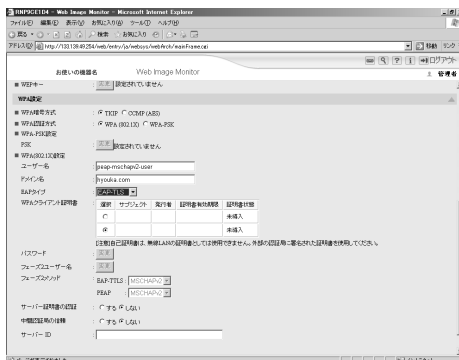 RNP9CE1D4 - Web Image Monitor - Microsoft Internet Explorer
ファイル(F) 編集(E) 表示(V) お気に入り(A) ツール(T) ヘルプ(H)
戻る 検索 お気に入り
アドレス(D) http://133.139.49.204/web/entry/ja/websys/webArch/mainFrame.cgi 移動 リンク
ログアウト
お使いの機器名 Web Image Monitor 管理者
■ WEPキー : 変更 設定されていません
WPA設定
■ WPA暗号方式 : TKIP CCMP (AES)
■ WPA認証方式 : WPA (802.1X) WPA-PSK
■ WPA-PSK設定
PSK : 変更 設定されていません
■ WPA(802.1X)設定
ユーザー名 : peap-mschapv2-user
ドメイン名 : hyouka.com
EAPタイプ : EAP-TLS
WPAクライアント証明書 : 選択 サブジェクト 発行者 証明書有効期限 証明書状態
未導入
未導入
[注意]自己証明書は、無線LANの証明書としては使用できません。外部の認証局に署名された証明書を使用してください。
パスワード : 変更
フェーズ2ユーザー名 : 変更
フェーズ2メソッド : EAP-TTLS : MSCHAPv2
PEAP : MSCHAPv2
サーバー証明書の認証 : する しない
中間認証局の信頼 : する しない
サーバー ID :